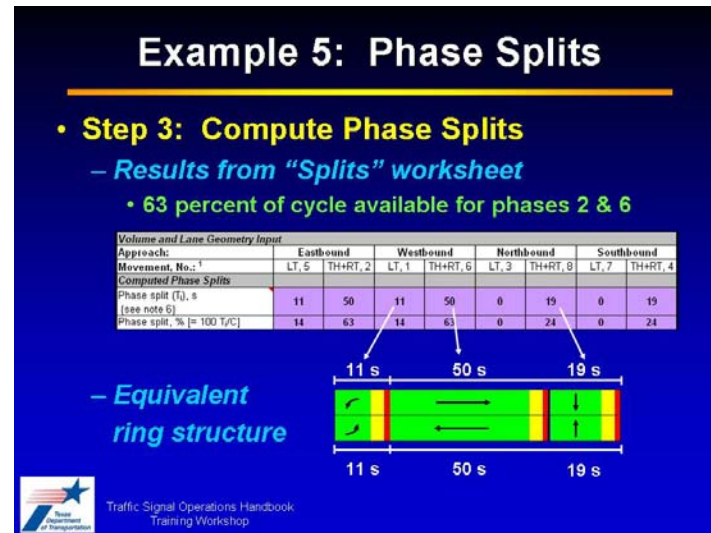 Example 5: Phase Splits
• Step 3: Compute Phase Splits
– Results from “Splits” worksheet
• 63 percent of cycle available for phases 2 & 6
Volume and Lane Geometry Input
Approach: Eastbound Westbound Northbound Southbound
Movement, No.: 1 LT, 5 TH+RT, 2 LT, 1 TH+RT, 6 LT, 3 TH+RT, 8 LT, 7 TH+RT, 4
Computed Phase Splits
Phase split (Ti), s 11 50 11 50 0 19 0 19
(see note 6)
Phase split, % [= 100 Ti/C] 14 63 14 63 0 24 0 24
11 s 50 s 19 s
– Equivalent
ring structure
11 s 50 s 19 s
Texas
Department
of Transportation
Traffic Signal Operations Handbook
Training Workshop